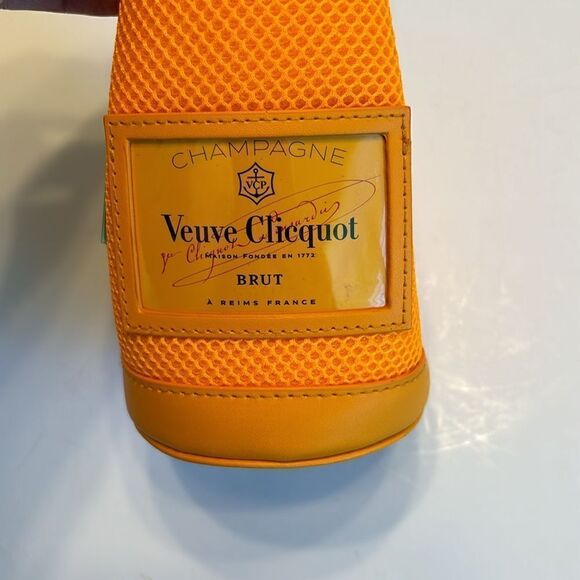 CHAMPAGNE
VCP
Veuve Clicquot
MAISON FONDÉE EN 1772
BRUT
À REIMS FRANCE